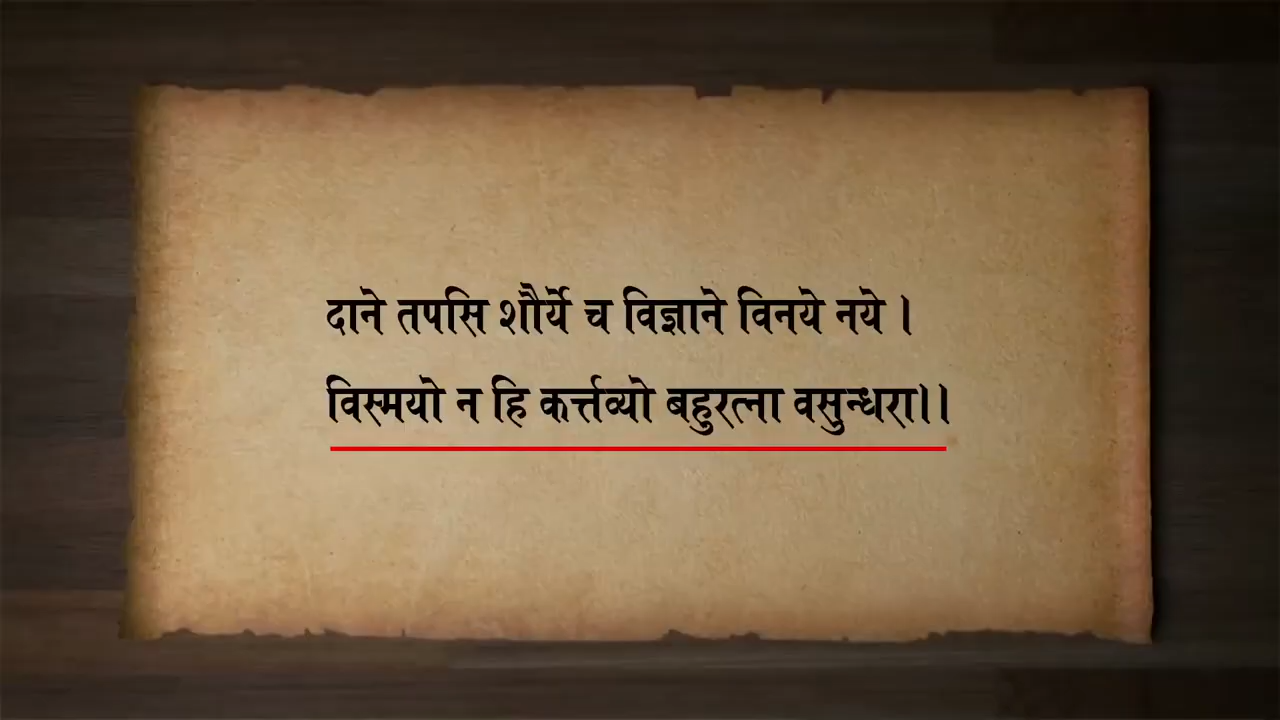 दाने तपसि शौर्ये च विज्ञाने विनये नये ।
विस्मयो न हि कर्त्तव्यो बहुरत्ना वसुन्धरा।।